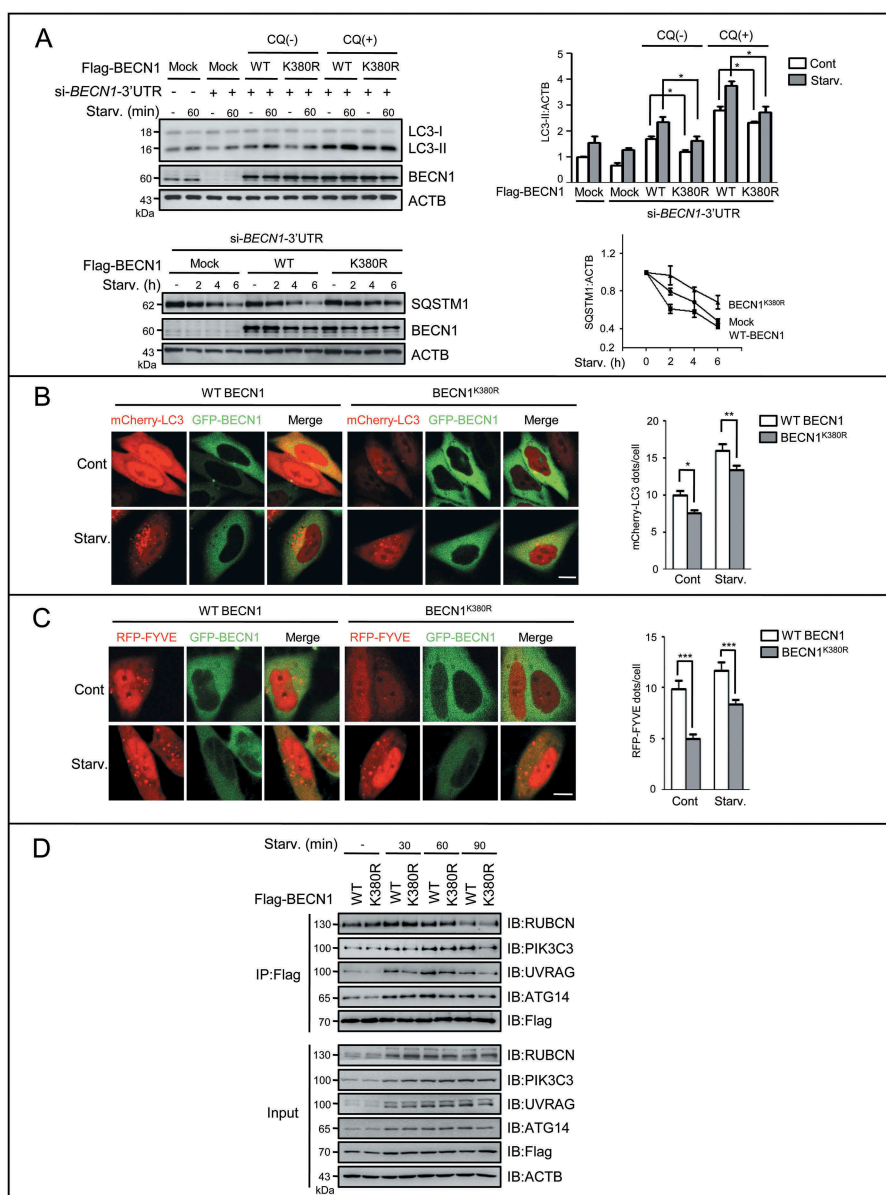 A
CQ(-) CQ(+)
Flag-BECN1 Mock Mock WT K380R WT K380R
si-BECN1-3'UTR - - + + + + + + + + + +
Starv. (min) - 60 - 60 - 60 - 60 - 60 - 60
18 LC3-I
16 LC3-II
60 BECN1
43 ACTB
kDa
CQ(-) CQ(+)
Cont
Starv.
LC3-II:ACTB
5
4
3
2
1
0
* * * *
Flag-BECN1 Mock Mock WT K380R WT K380R
si-BECN1-3'UTR
si-BECN1-3'UTR
Flag-BECN1 Mock WT K380R
Starv. (h) - 2 4 6 - 2 4 6 - 2 4 6
62 SQSTM1
60 BECN1
43 ACTB
kDa
SQSTM1:ACTB
1.2
0.8
0.4
BECN1K380R
Mock
WT-BECN1
Starv. (h) 0 2 4 6
B
WT BECN1 BECN1K380R
mCherry-LC3 GFP-BECN1 Merge mCherry-LC3 GFP-BECN1 Merge
Cont
Starv.
WT BECN1
BECN1K380R
mCherry-LC3 dots/cell
20
15
10
5
0
* **
Cont Starv.
C
WT BECN1 BECN1K380R
RFP-FYVE GFP-BECN1 Merge RFP-FYVE GFP-BECN1 Merge
Cont
Starv.
WT BECN1
BECN1K380R
RFP-FYVE dots/cell
15
10
5
0
*** ***
Cont Starv.
D
Starv. (min) - 30 60 90
Flag-BECN1 WT K380R WT K380R WT K380R WT K380R
IP:Flag
130 IB:RUBCN
100 IB:PIK3C3
100 IB:UVRAG
65 IB:ATG14
70 IB:Flag
Input
130 IB:RUBCN
100 IB:PIK3C3
100 IB:UVRAG
65 IB:ATG14
70 IB:Flag
43 IB:ACTB
kDa